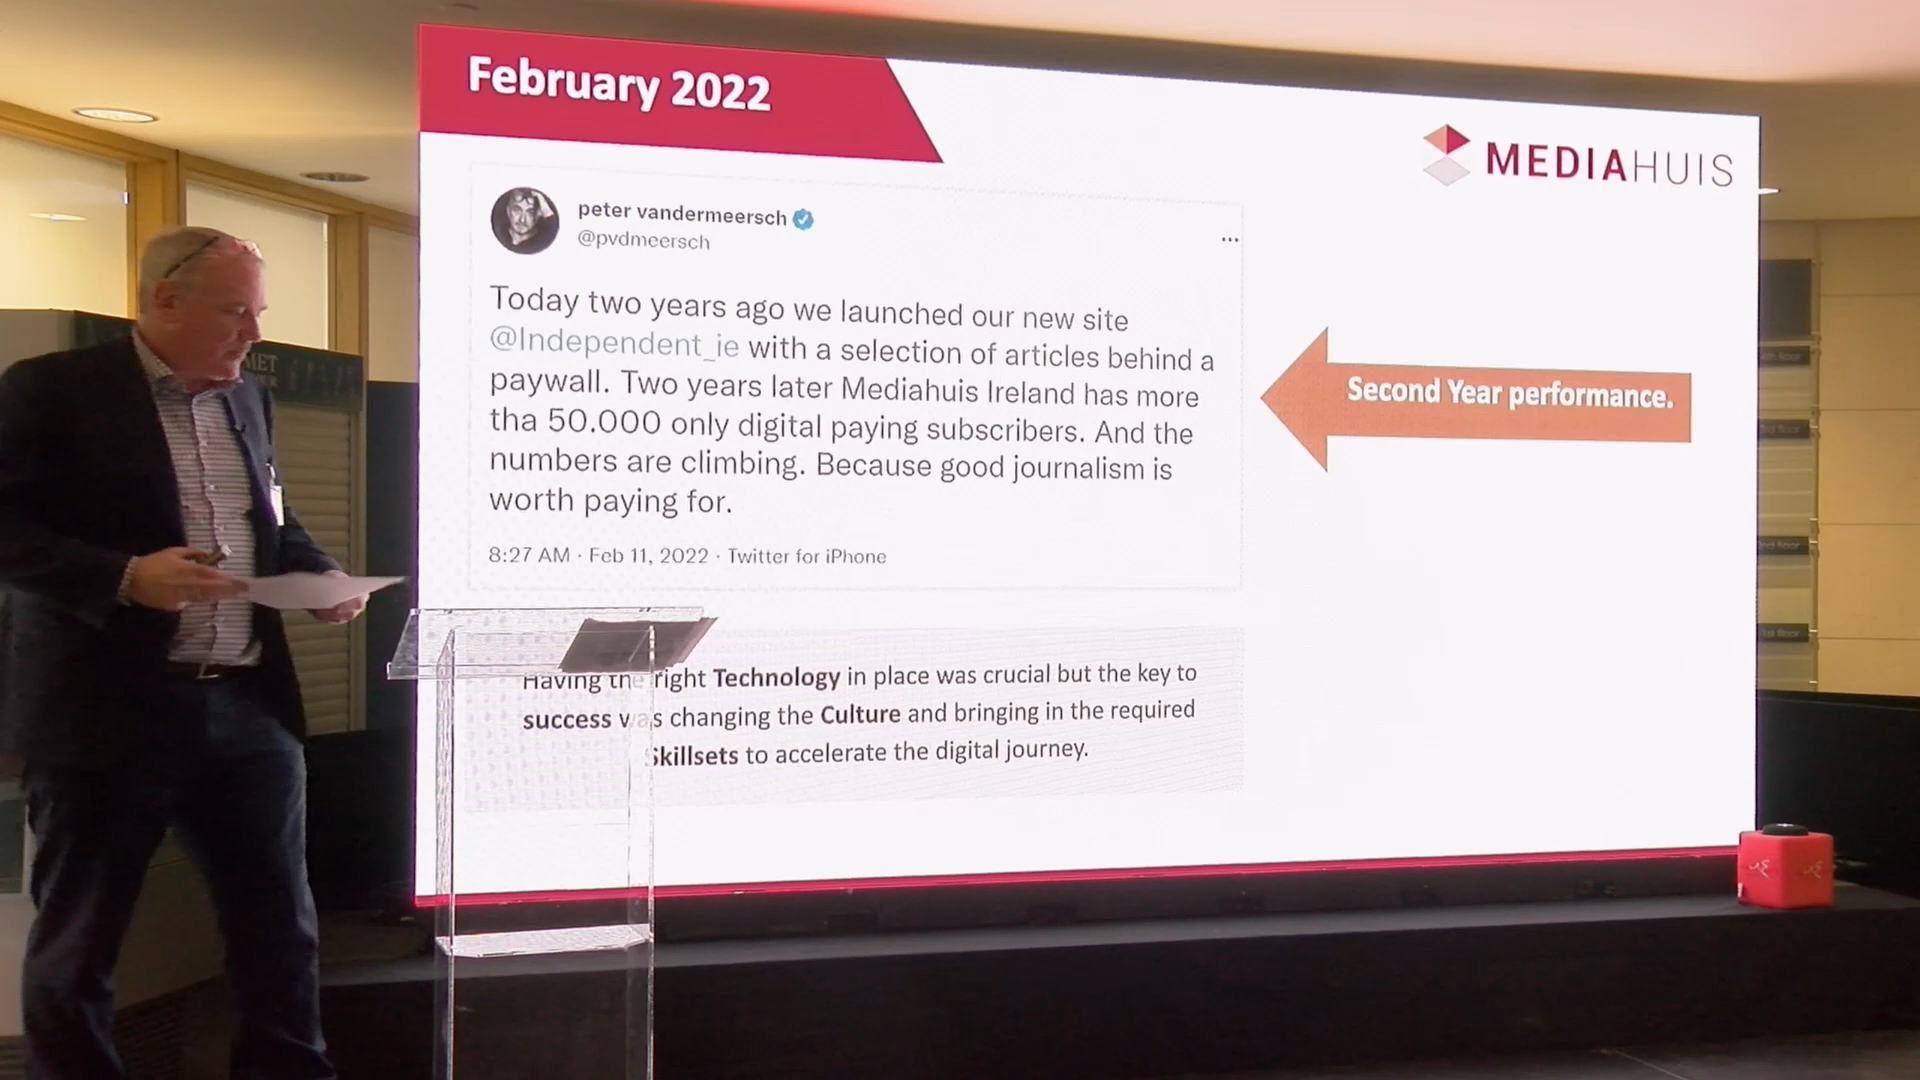 February 2022
MEDIAHUIS
peter vandermeersch
@pvdmeersch
Today two years ago we launched our new site
@Independent_ie with a selection of articles behind a
paywall. Two years later Mediahuis Ireland has more
tha 50.000 only digital paying subscribers. And the
numbers are climbing. Because good journalism is
worth paying for.
8:27 AM · Feb 11, 2022 · Twitter for iPhone
Second Year performance.
Having the right Technology in place was crucial but the key to
success was changing the Culture and bringing in the required
Skillsets to accelerate the digital journey.